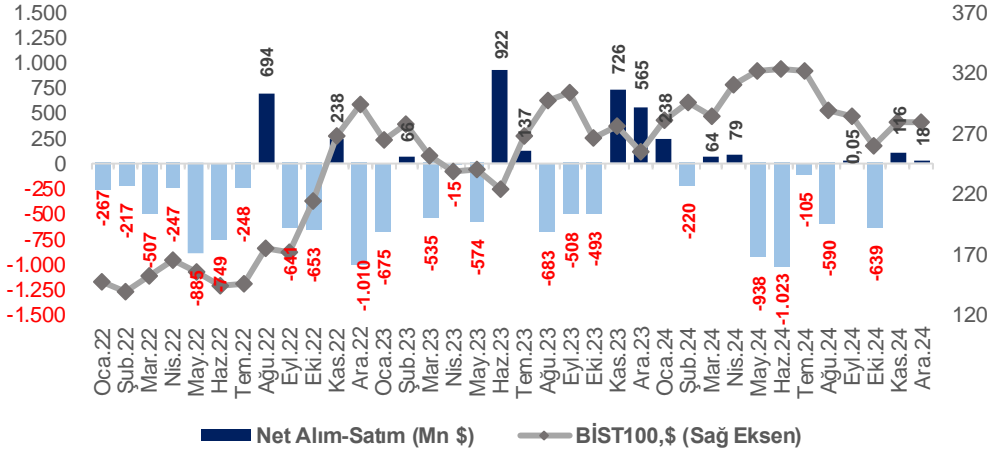 1.500
1.250
1.000
750
500
250
0
-250
-500
-750
-1.000
-1.250
-1.500
370
320
270
220
170
120
-267
-217
-507
-247
-885
-749
-248
694
-641
-653
238
-1.010
-675
66
-535
-15
-574
922
137
-683
-508
-493
726
565
238
-220
64
79
-938
-1.023
-105
-590
0,05
-639
116
18
Oca.22
Şub.22
Mar.22
Nis.22
May.22
Haz.22
Tem.22
Ağu.22
Eyl.22
Eki.22
Kas.22
Ara.22
Oca.23
Şub.23
Mar.23
Nis.23
May.23
Haz.23
Tem.23
Ağu.23
Eyl.23
Eki.23
Kas.23
Ara.23
Oca.24
Şub.24
Mar.24
Nis.24
May.24
Haz.24
Tem.24
Ağu.24
Eyl.24
Eki.24
Kas.24
Ara.24
Net Alım-Satım (Mn $)
BİST100,$ (Sağ Eksen)